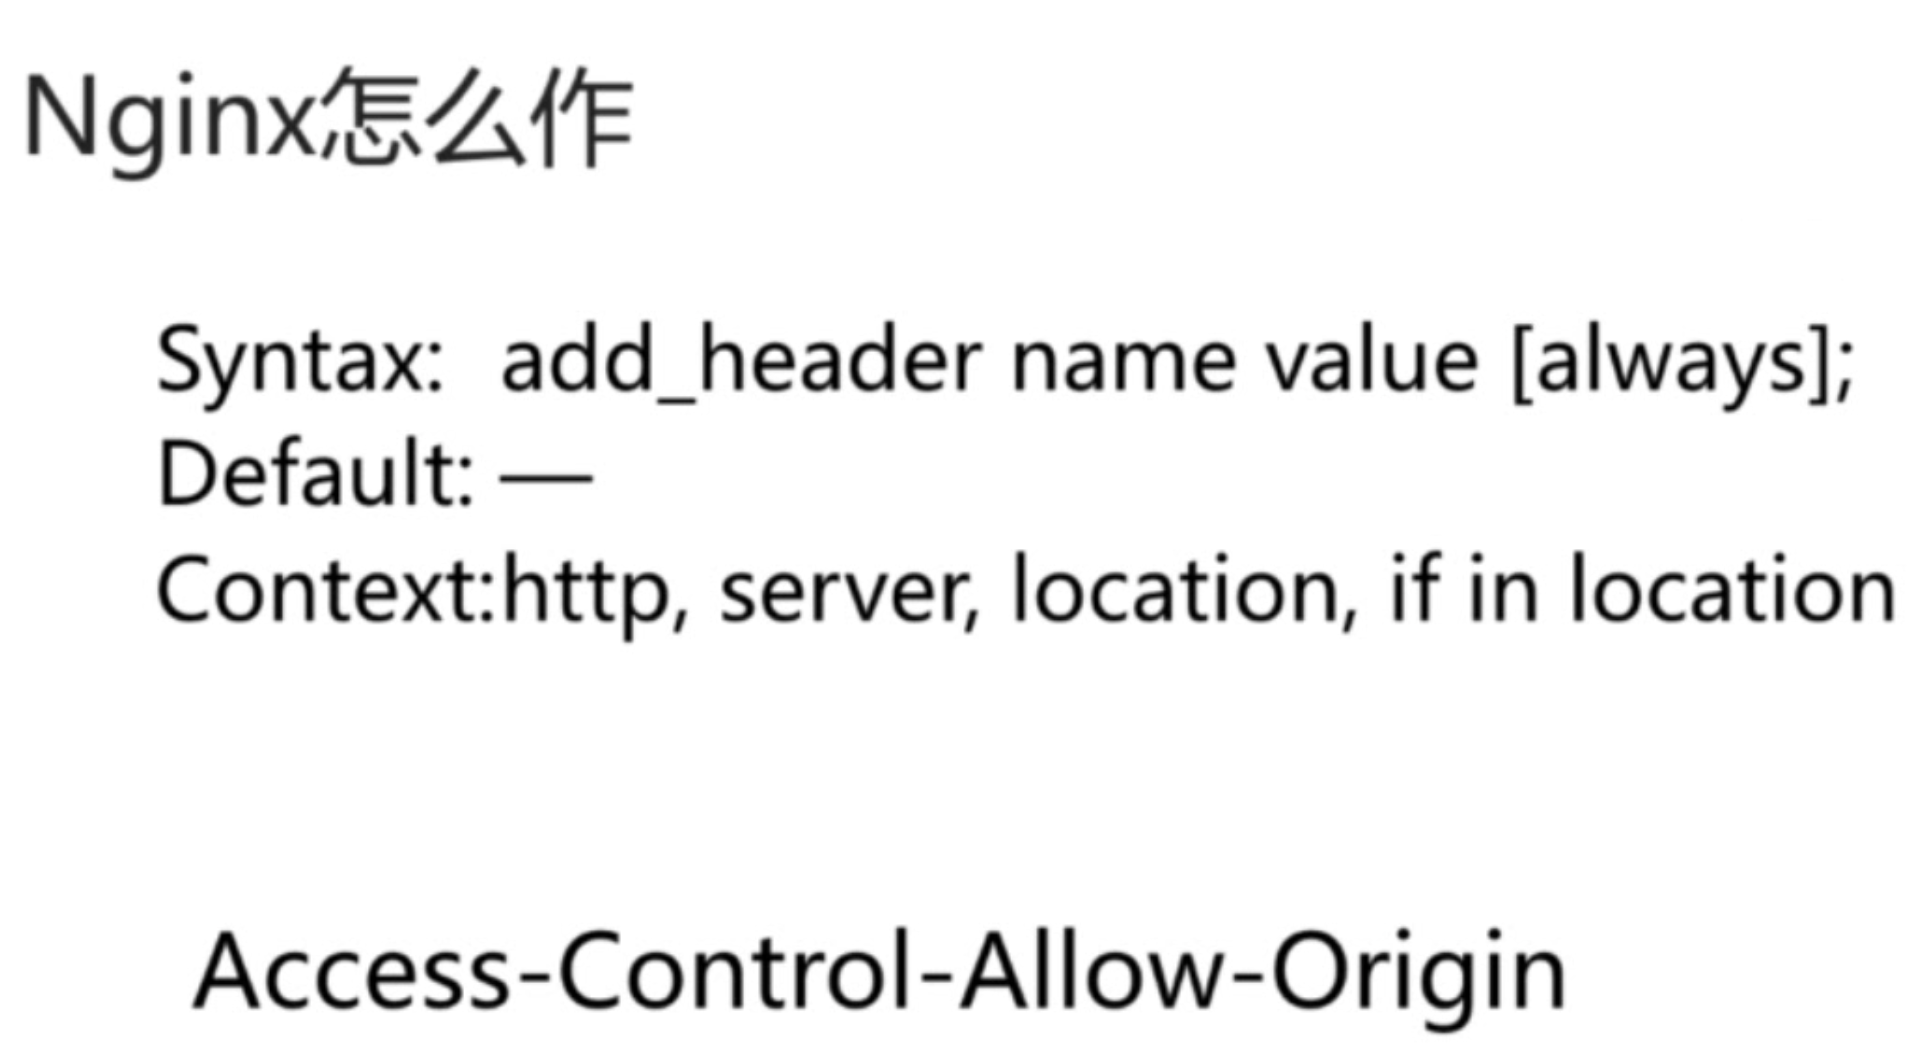 Nginx怎么作
Syntax: add_header name value [always];
Default: —
Context:http, server, location, if in location
Access-Control-Allow-Origin